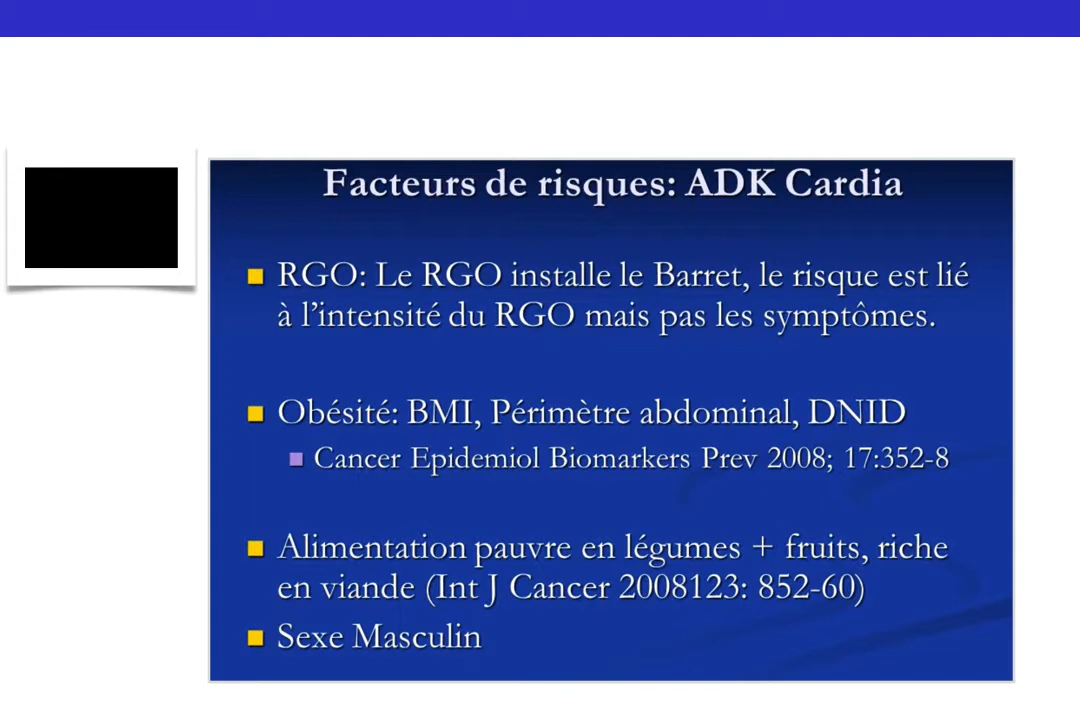 Facteurs de risques: ADK Cardia
RGO: Le RGO installe le Barret, le risque est lié
à l'intensité du RGO mais pas les symptômes.
Obésité: BMI, Périmètre abdominal, DNID
Cancer Epidemiol Biomarkers Prev 2008; 17:352-8
Alimentation pauvre en légumes + fruits, riche
en viande (Int J Cancer 2008123: 852-60)
Sexe Masculin